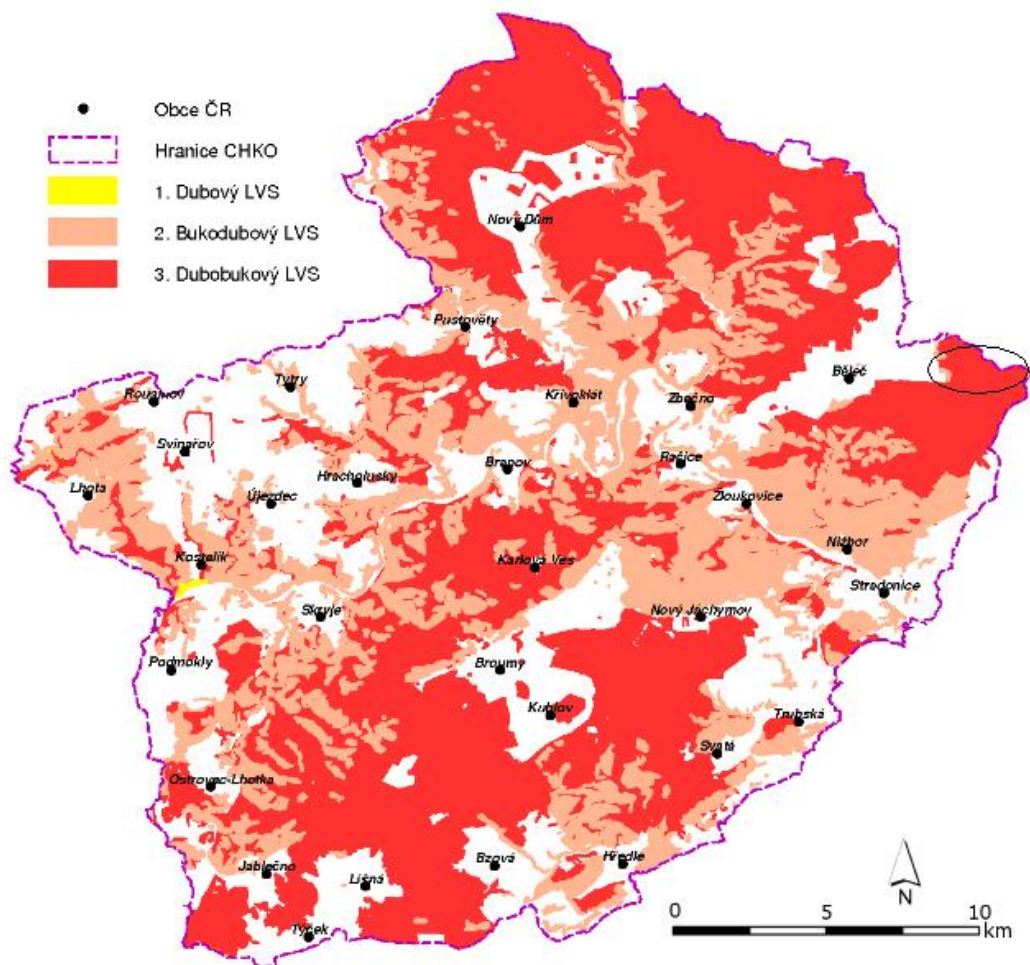 Obce ČR
Hranice CHKO
1. Dubový LVS
2. Bukodubový LVS
3. Dubobukový LVS
Nový Dům
Pustověty
Běleč
Tytry
Rousínov
Křivoklát
Zbečno
Svinařov
Branov
Račice
Hracholusky
Lhota
Újezdec
Zloukovice
Nižbor
Kostelík
Karlova Ves
Stradonice
Skryje
Nový Jáchymov
Podmokly
Broumy
Kublov
Trubská
Svatá
Ostrovec-Lhotka
Bzová
Hředle
Jablečno
Líšná
Týček
N
0 5 10
km